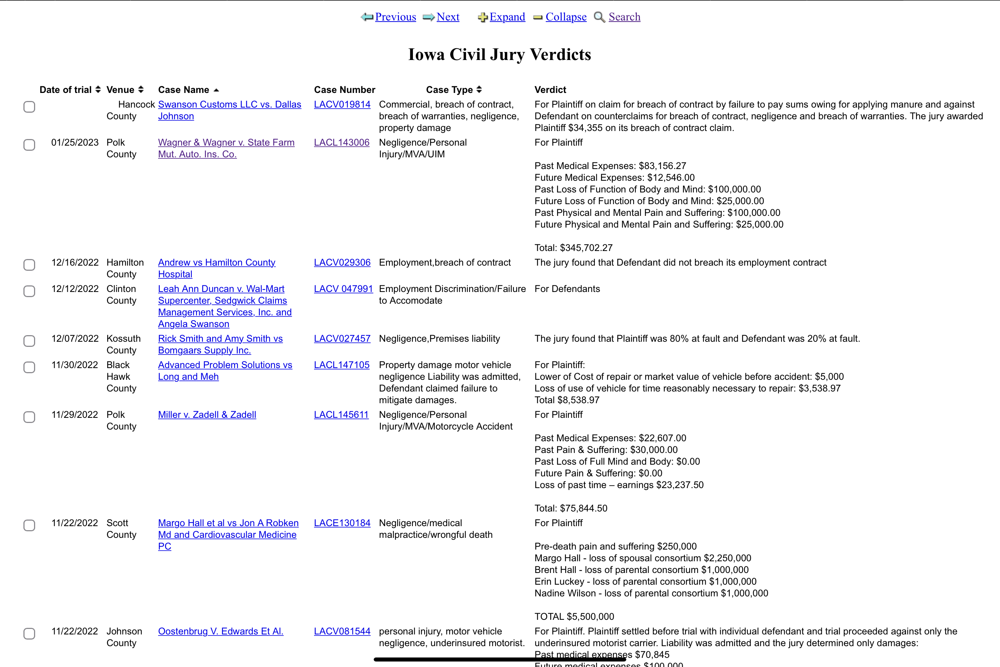 Previous Next Expand Collapse Search
Iowa Civil Jury Verdicts
Date of trial Venue Case Name Case Number Case Type Verdict
Hancock County
Swanson Customs LLC vs. Dallas
Johnson
LACV019814
Commercial, breach of contract,
breach of warranties, negligence,
property damage
For Plaintiff on claim for breach of contract by failure to pay sums owing for applying manure and against
Defendant on counterclaims for breach of contract, negligence and breach of warranties. The jury awarded
Plaintiff $34,355 on its breach of contract claim.
01/25/2023
Polk
County
Wagner & Wagner v. State Farm
Mut. Auto. Ins. Co.
LACL143006
Negligence/Personal
Injury/MVA/UIM
For Plaintiff
Past Medical Expenses: $83,156.27
Future Medical Expenses: $12,546.00
Past Loss of Function of Body and Mind: $100,000.00
Future Loss of Function of Body and Mind: $25,000.00
Past Physical and Mental Pain and Suffering: $100,000.00
Future Physical and Mental Pain and Suffering: $25,000.00
Total: $345,702.27
12/16/2022
Hamilton
County
Andrew vs Hamilton County
Hospital
LACV029306
Employment,breach of contract
The jury found that Defendant did not breach its employment contract
12/12/2022
Clinton
County
Leah Ann Duncan v. Wal-Mart
Supercenter, Sedgwick Claims
Management Services, Inc. and
Angela Swanson
LACV 047991
Employment Discrimination/Failure
to Accomodate
For Defendants
12/07/2022
Kossuth
County
Rick Smith and Amy Smith vs
Bomgaars Supply Inc.
LACV027457
Negligence,Premises liability
The jury found that Plaintiff was 80% at fault and Defendant was 20% at fault.
11/30/2022
Black
Hawk
County
Advanced Problem Solutions vs
Long and Meh
LACL147105
Property damage motor vehicle
negligence Liability was admitted,
Defendant claimed failure to
mitigate damages.
For Plaintiff:
Lower of Cost of repair or market value of vehicle before accident: $5,000
Loss of use of vehicle for time reasonably necessary to repair: $3,538.97
Total $8,538.97
11/29/2022
Polk
County
Miller v. Zadell & Zadell
LACL145611
Negligence/Personal
Injury/MVA/Motorcycle Accident
For Plaintiff
Past Medical Expenses: $22,607.00
Past Pain & Suffering: $30,000.00
Past Loss of Full Mind and Body: $0.00
Future Pain & Suffering: $0.00
Loss of past time – earnings $23,237.50
Total: $75,844.50
11/22/2022
Scott
County
Margo Hall et al vs Jon A Robken
Md and Cardiovascular Medicine
PC
LACE130184
Negligence/medical
malpractice/wrongful death
For Plaintiff
Pre-death pain and suffering $250,000
Margo Hall - loss of spousal consortium $2,250,000
Brent Hall - loss of parental consortium $1,000,000
Erin Luckey - loss of parental consortium $1,000,000
Nadine Wilson - loss of parental consortium $1,000,000
TOTAL $5,500,000
11/22/2022
Johnson
County
Oostenbrug V. Edwards Et Al.
LACV081544
personal injury, motor vehicle
negligence, underinsured motorist.
For Plaintiff. Plaintiff settled before trial with individual defendant and trial proceeded against only the
underinsured motorist carrier. Liability was admitted and the jury determined only damages:
Past medical expenses $70,845
Future medical expenses $100,000